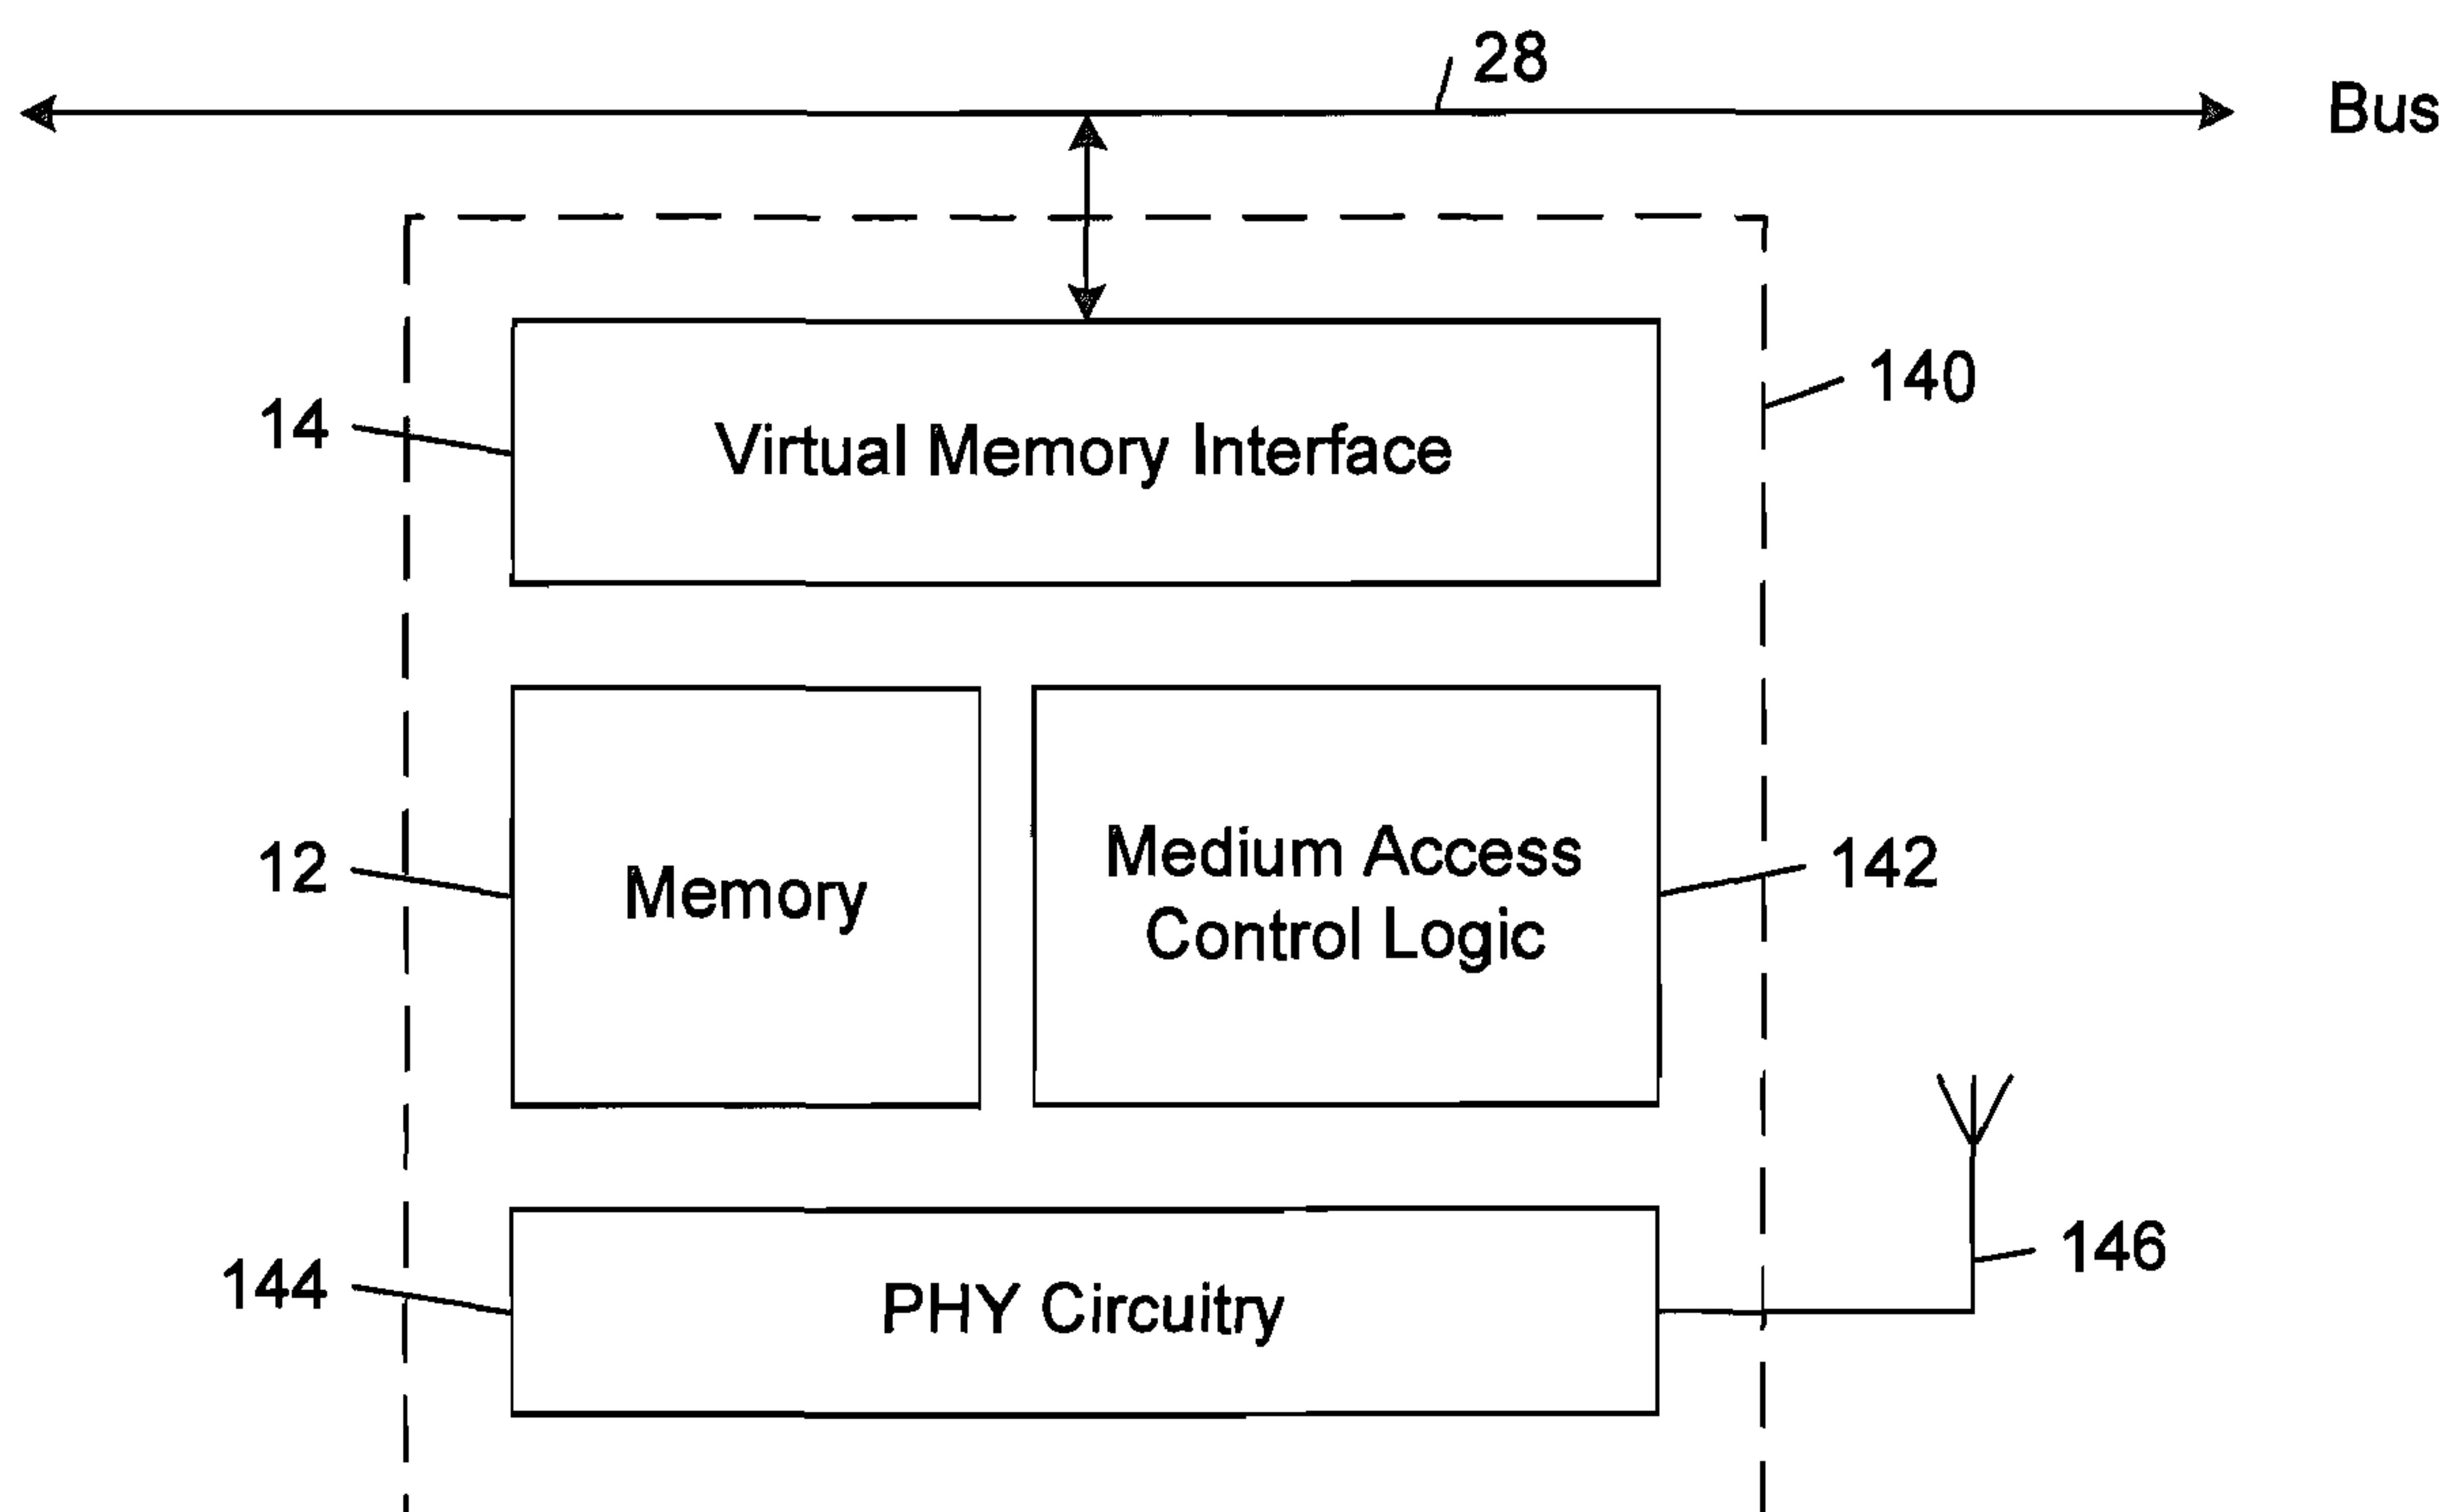 28
Bus
140
14
Virtual Memory Interface
12
Memory
Medium Access
Control Logic
142
144
PHY Circuitry
146